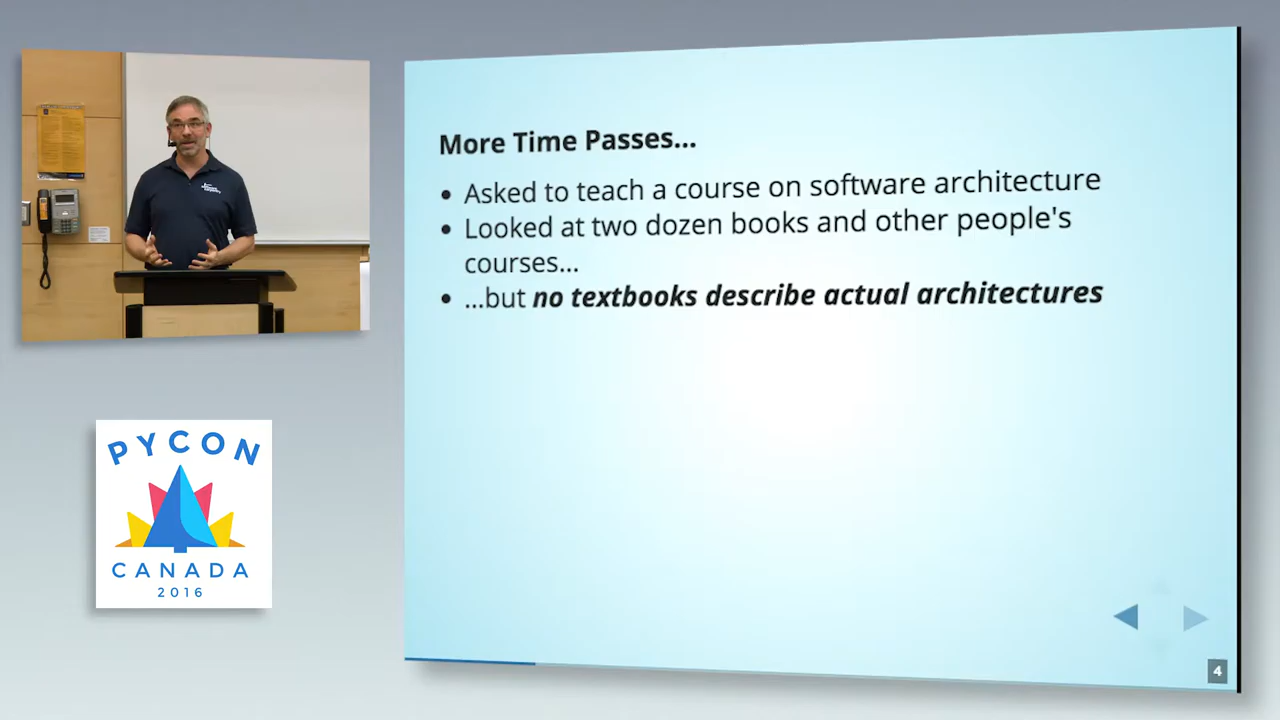 More Time Passes...
• Asked to teach a course on software architecture
• Looked at two dozen books and other people's
courses...
• ...but no textbooks describe actual architectures
PYCON
CANADA
2016
4